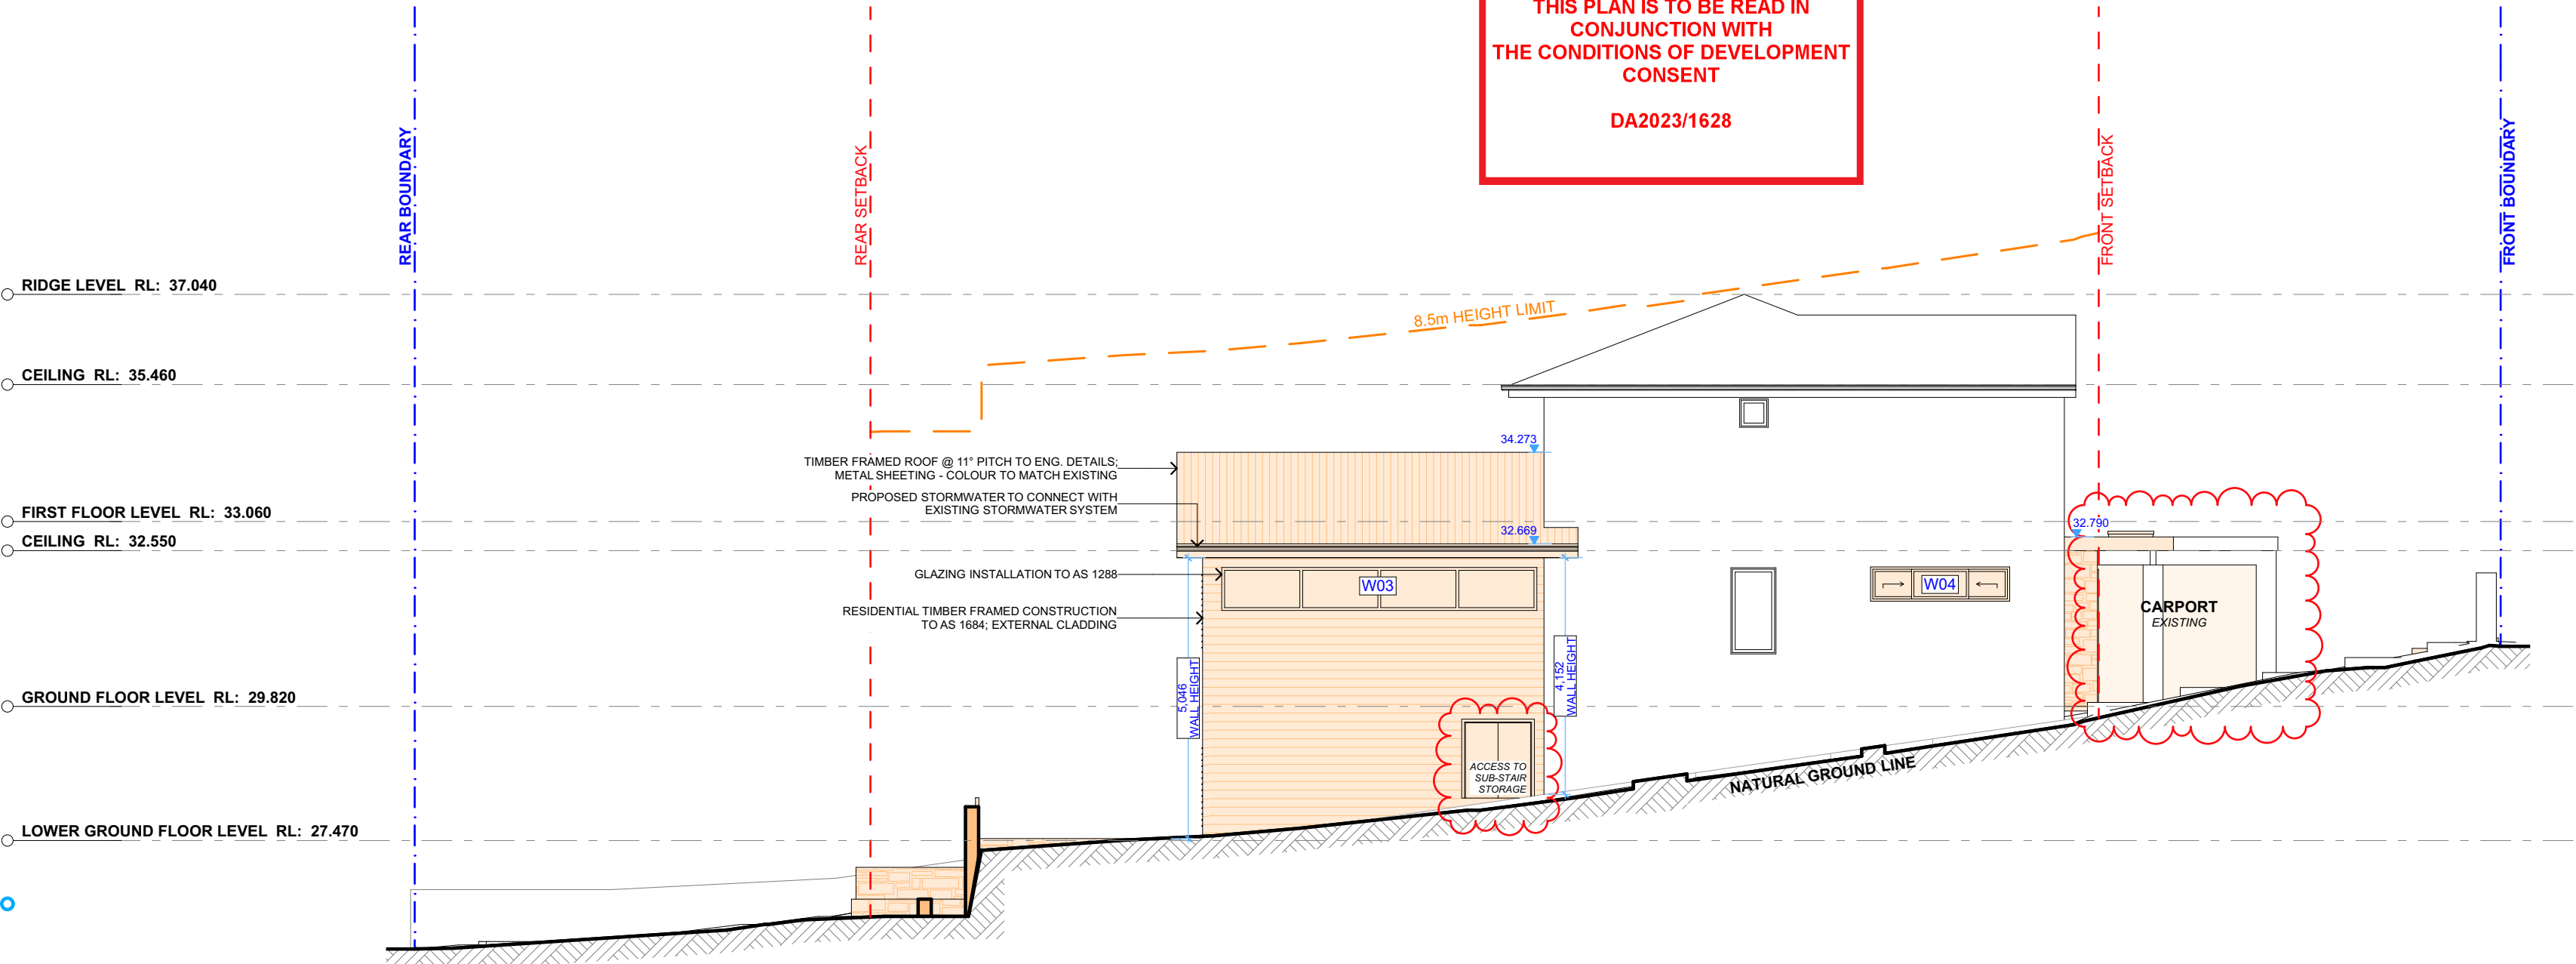 THIS PLAN IS TO BE READ IN
CONJUNCTION WITH
THE CONDITIONS OF DEVELOPMENT
CONSENT
DA2023/1628
REAR BOUNDARY
REAR SETBACK
FRONT SETBACK
FRONT BOUNDARY
RIDGE LEVEL RL: 37.040
8.5m HEIGHT LIMIT
CEILING RL: 35.460
34.273
TIMBER FRAMED ROOF @ 11° PITCH TO ENG. DETAILS;
METAL SHEETING - COLOUR TO MATCH EXISTING
PROPOSED STORMWATER TO CONNECT WITH
EXISTING STORMWATER SYSTEM
FIRST FLOOR LEVEL RL: 33.060
32.669
32.790
CEILING RL: 32.550
GLAZING INSTALLATION TO AS 1288
W03
W04
RESIDENTIAL TIMBER FRAMED CONSTRUCTION
TO AS 1684; EXTERNAL CLADDING
CARPORT
EXISTING
5,046
WALL HEIGHT
4,152
WALL HEIGHT
GROUND FLOOR LEVEL RL: 29.820
ACCESS TO
SUB-STAIR
STORAGE
NATURAL GROUND LINE
LOWER GROUND FLOOR LEVEL RL: 27.470